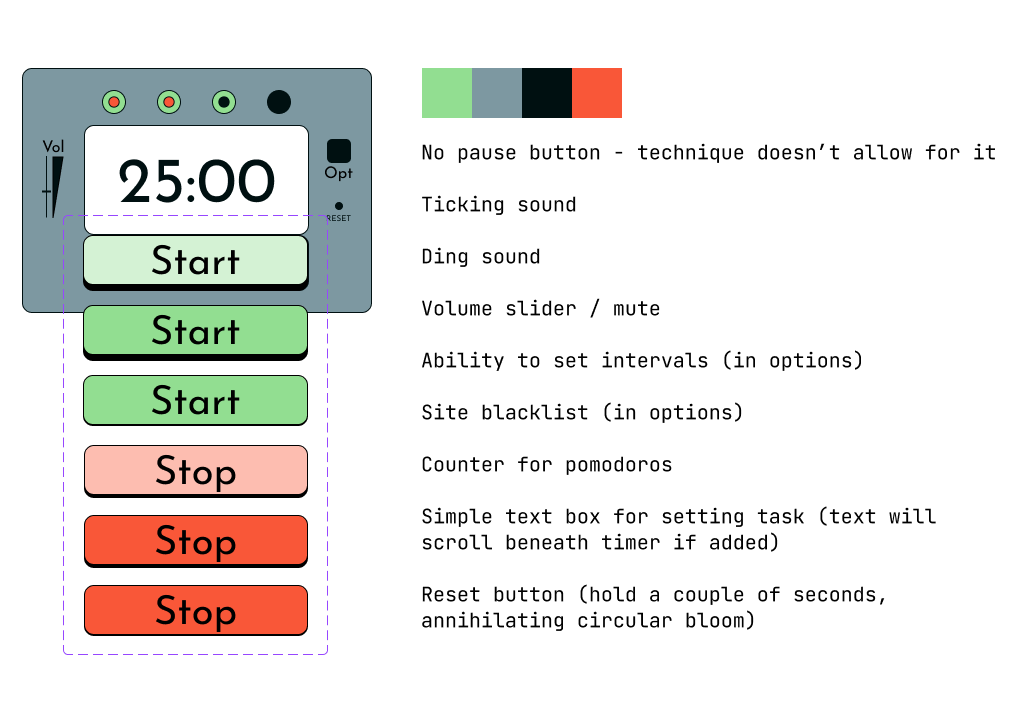 Vol
25:00
Opt
RESET
Start
Start
Start
Stop
Stop
Stop
No pause button - technique doesn’t allow for it
Ticking sound
Ding sound
Volume slider / mute
Ability to set intervals (in options)
Site blacklist (in options)
Counter for pomodoros
Simple text box for setting task (text will
scroll beneath timer if added)
Reset button (hold a couple of seconds,
annihilating circular bloom)